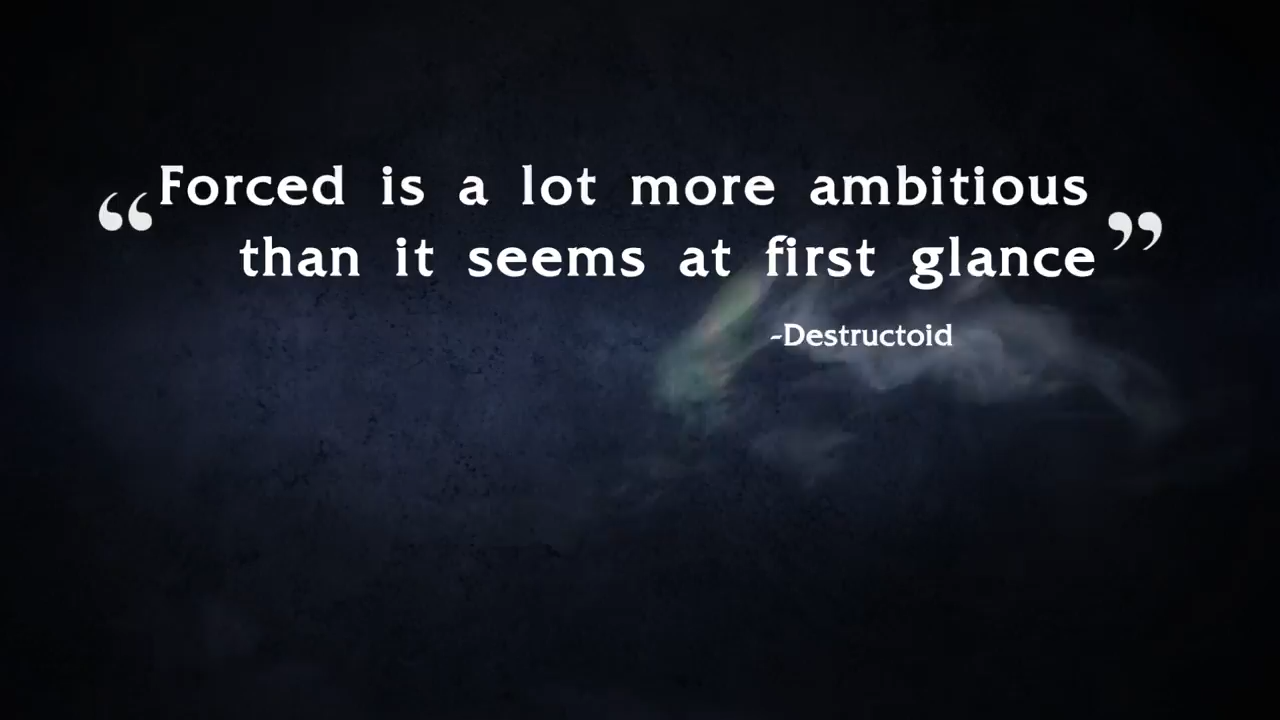 “Forced is a lot more ambitious
than it seems at first glance”
-Destructoid